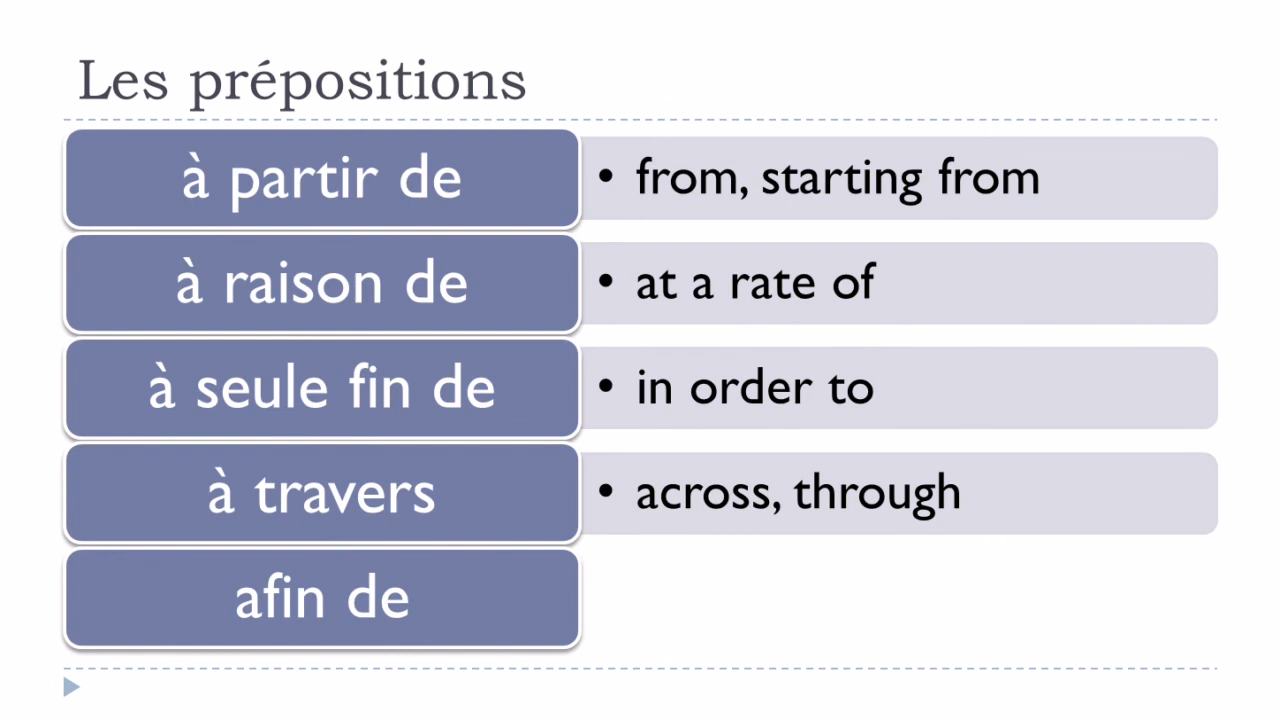 Les prépositions
à partir de
• from, starting from
à raison de
• at a rate of
à seule fin de
• in order to
à travers
• across, through
afin de